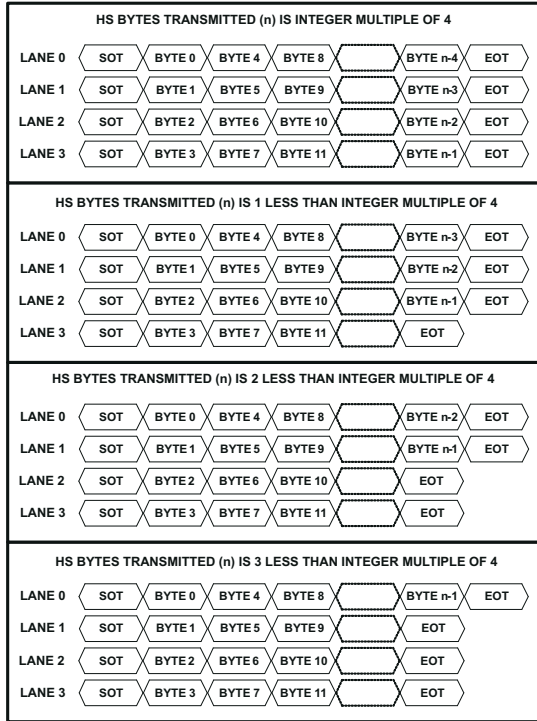 HS BYTES TRANSMITTED (n) IS INTEGER MULTIPLE OF 4
LANE 0 SOT BYTE 0 BYTE 4 BYTE 8 BYTE n-4 EOT
LANE 1 SOT BYTE 1 BYTE 5 BYTE 9 BYTE n-3 EOT
LANE 2 SOT BYTE 2 BYTE 6 BYTE 10 BYTE n-2 EOT
LANE 3 SOT BYTE 3 BYTE 7 BYTE 11 BYTE n-1 EOT
HS BYTES TRANSMITTED (n) IS 1 LESS THAN INTEGER MULTIPLE OF 4
LANE 0 SOT BYTE 0 BYTE 4 BYTE 8 BYTE n-3 EOT
LANE 1 SOT BYTE 1 BYTE 5 BYTE 9 BYTE n-2 EOT
LANE 2 SOT BYTE 2 BYTE 6 BYTE 10 BYTE n-1 EOT
LANE 3 SOT BYTE 3 BYTE 7 BYTE 11 EOT
HS BYTES TRANSMITTED (n) IS 2 LESS THAN INTEGER MULTIPLE OF 4
LANE 0 SOT BYTE 0 BYTE 4 BYTE 8 BYTE n-2 EOT
LANE 1 SOT BYTE 1 BYTE 5 BYTE 9 BYTE n-1 EOT
LANE 2 SOT BYTE 2 BYTE 6 BYTE 10 EOT
LANE 3 SOT BYTE 3 BYTE 7 BYTE 11 EOT
HS BYTES TRANSMITTED (n) IS 3 LESS THAN INTEGER MULTIPLE OF 4
LANE 0 SOT BYTE 0 BYTE 4 BYTE 8 BYTE n-1 EOT
LANE 1 SOT BYTE 1 BYTE 5 BYTE 9 EOT
LANE 2 SOT BYTE 2 BYTE 6 BYTE 10 EOT
LANE 3 SOT BYTE 3 BYTE 7 BYTE 11 EOT